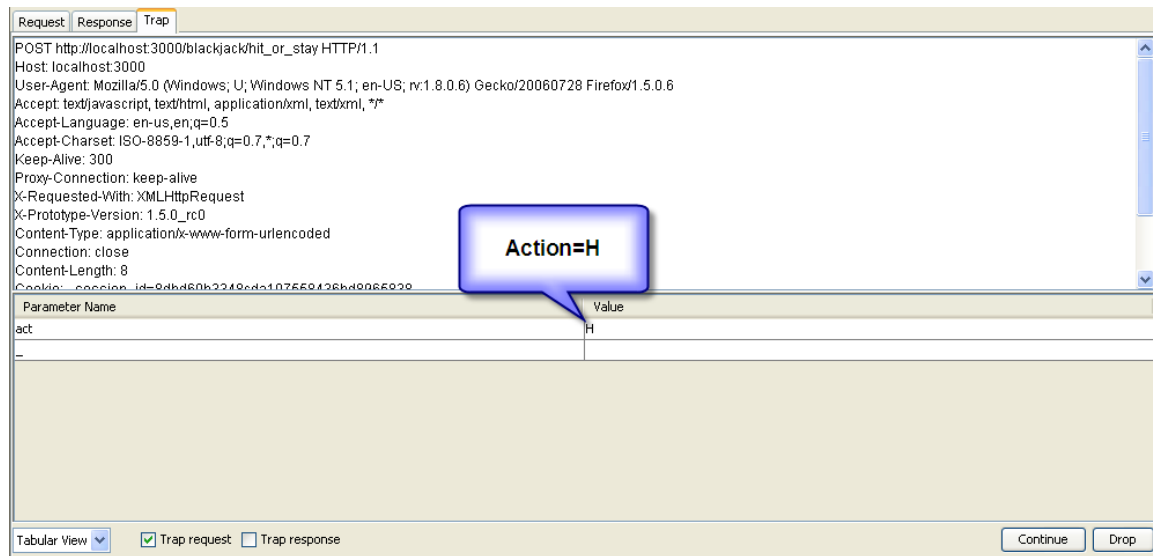 Request Response Trap
POST http://localhost:3000/blackjack/hit_or_stay HTTP/1.1
Host: localhost:3000
User-Agent: Mozilla/5.0 (Windows; U; Windows NT 5.1; en-US; rv:1.8.0.6) Gecko/20060728 Firefox/1.5.0.6
Accept: text/javascript, text/html, application/xml, text/xml, */*
Accept-Language: en-us,en;q=0.5
Accept-Charset: ISO-8859-1,utf-8;q=0.7,*;q=0.7
Keep-Alive: 300
Proxy-Connection: keep-alive
X-Requested-With: XMLHttpRequest
X-Prototype-Version: 1.5.0_rc0
Content-Type: application/x-www-form-urlencoded
Connection: close
Content-Length: 8
Action=H
Parameter Name Value
act H
_
Tabular View Trap request Trap response Continue Drop